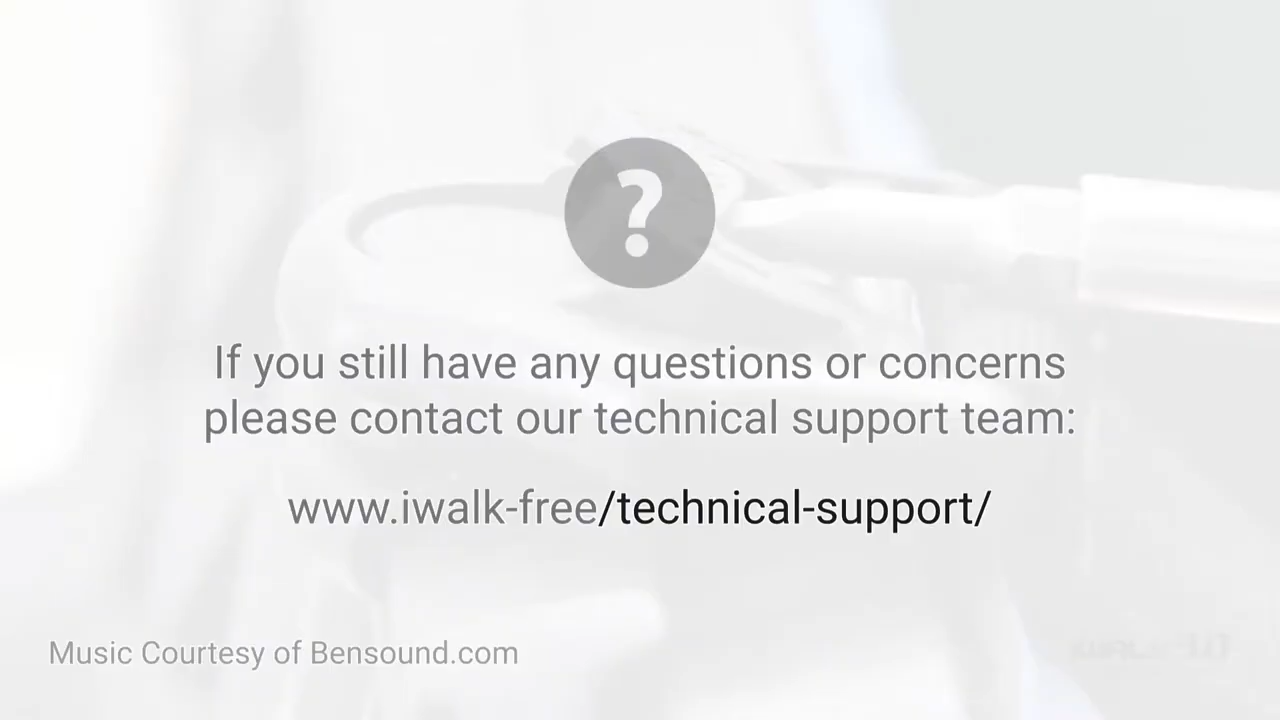 ?
If you still have any questions or concerns
please contact our technical support team:
www.iwalk-free/technical-support/
Music Courtesy of Bensound.com